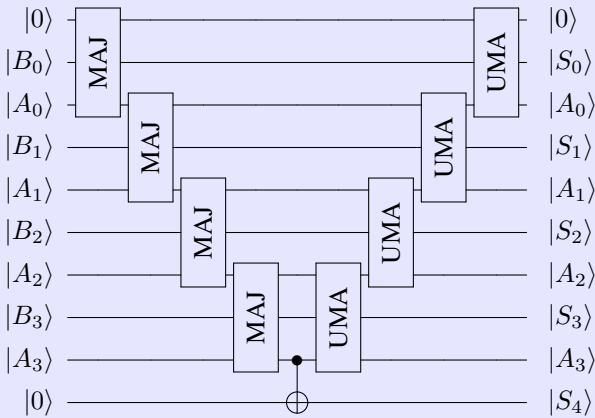 |0⟩ |0⟩
|B₀⟩ MAJ UMA |S₀⟩
|A₀⟩ |A₀⟩
|B₁⟩ MAJ UMA |S₁⟩
|A₁⟩ |A₁⟩
|B₂⟩ MAJ UMA |S₂⟩
|A₂⟩ |A₂⟩
|B₃⟩ MAJ UMA |S₃⟩
|A₃⟩ |A₃⟩
|0⟩ |S₄⟩